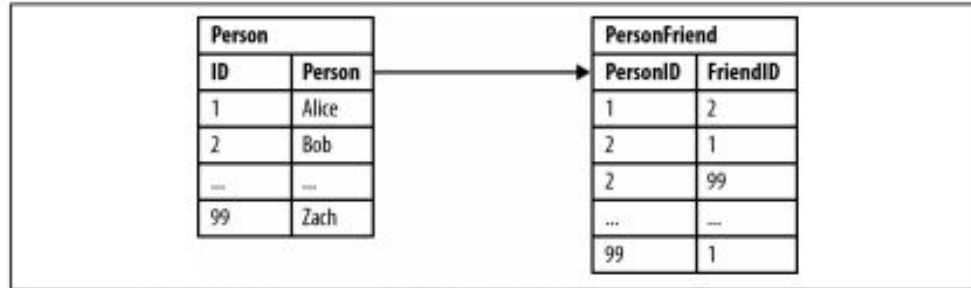 Person
ID Person
1 Alice
2 Bob
... ...
99 Zach
PersonFriend
PersonID FriendID
1 2
2 1
2 99
... ...
99 1